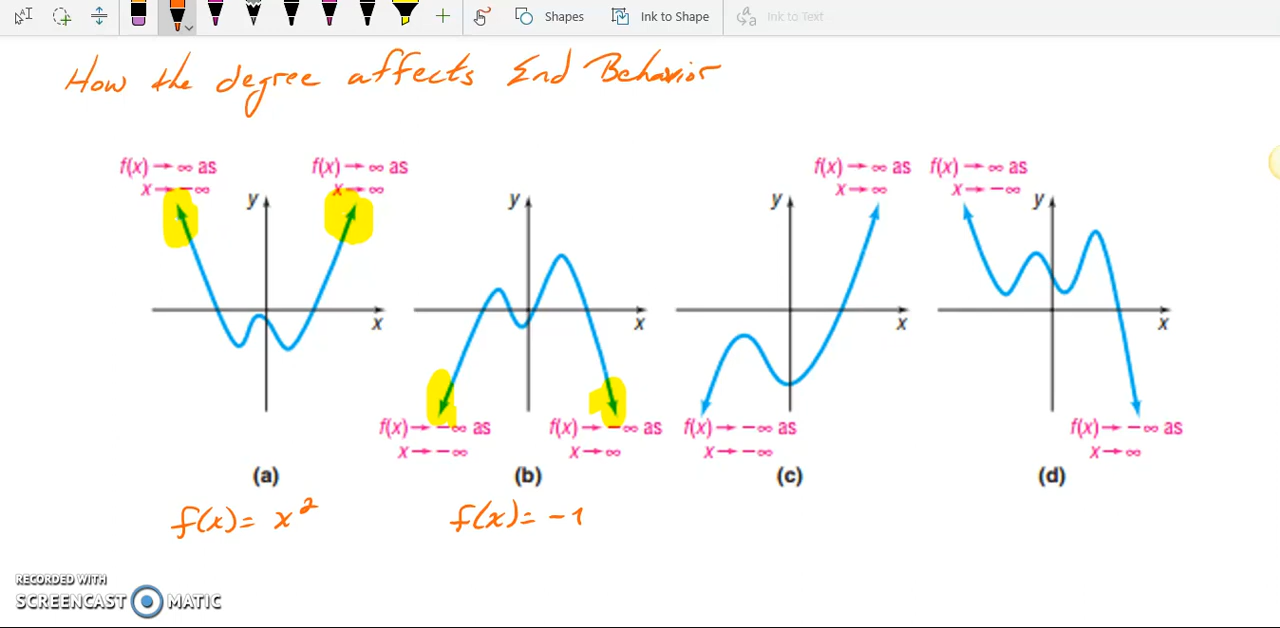 Shapes
Ink to Shape
Ink to Text
How the degree affects End Behavior
f(x) → ∞ as
x → −∞
f(x) → ∞ as
x → ∞
y
x
(a)
y
x
f(x) → −∞ as
x → −∞
f(x) → −∞ as
x → ∞
(b)
f(x) → ∞ as
x → ∞
y
x
f(x) → −∞ as
x → −∞
(c)
f(x) → ∞ as
x → −∞
y
x
f(x) → −∞ as
x → ∞
(d)
f(x) = x²
f(x) = −1
RECORDED WITH
SCREENCAST MATIC